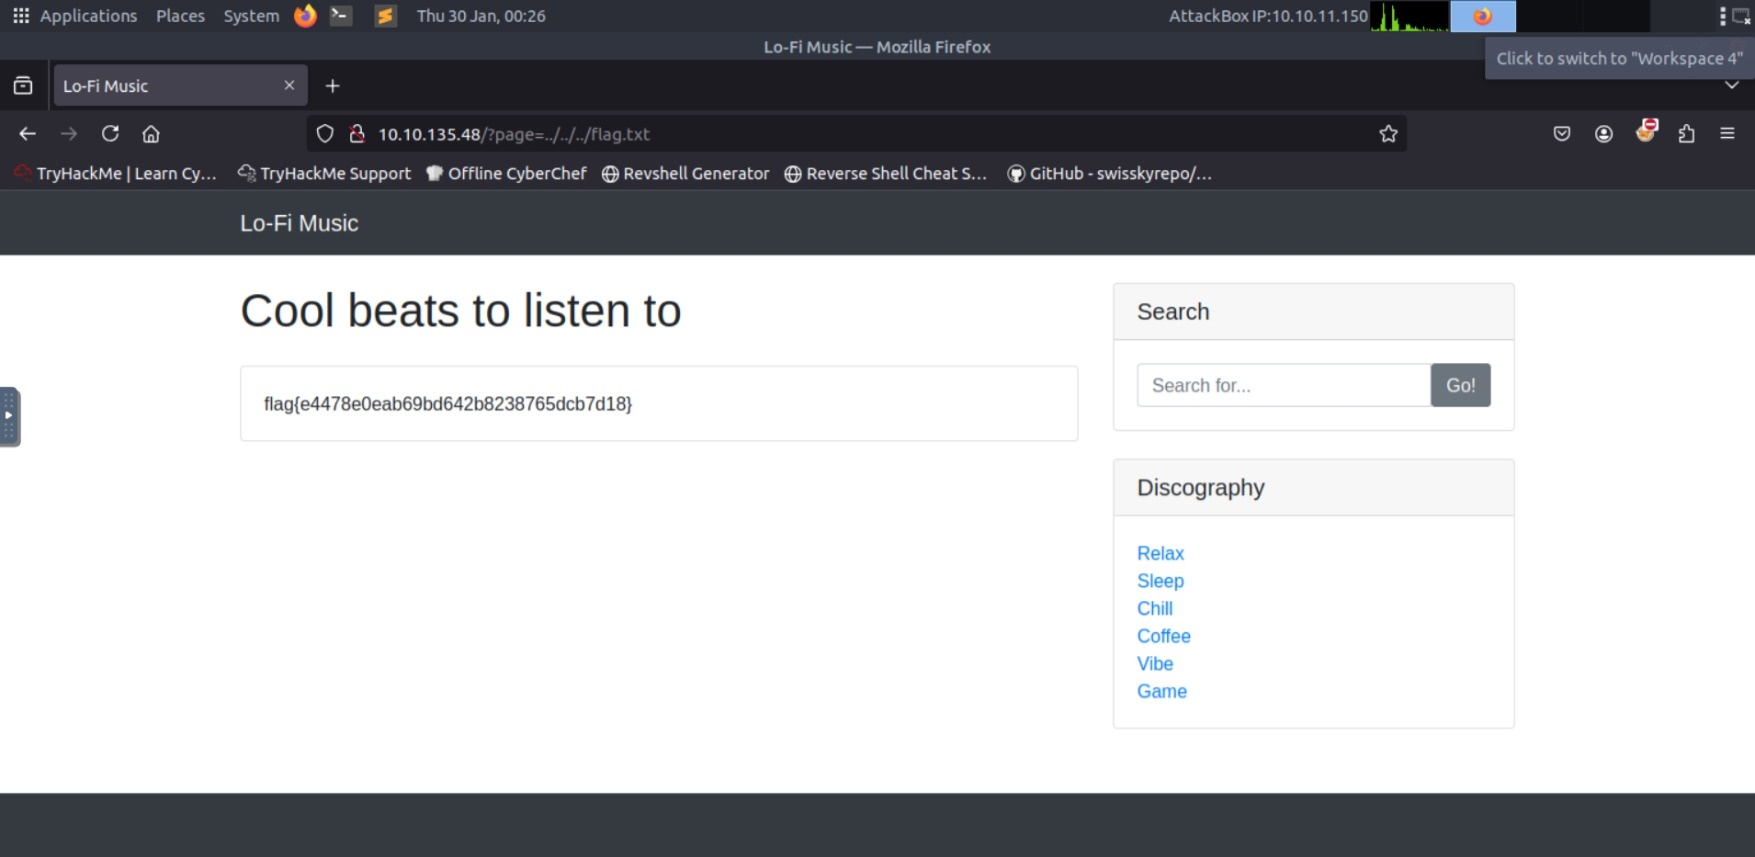 Applications Places System Thu 30 Jan, 00:26 AttackBox IP:10.10.11.150
Lo-Fi Music — Mozilla Firefox
Click to switch to "Workspace 4"
Lo-Fi Music
10.10.135.48/?page=../../../flag.txt
TryHackMe | Learn Cy... TryHackMe Support Offline CyberChef Revshell Generator Reverse Shell Cheat S... GitHub - swisskyrepo/...
Lo-Fi Music
Cool beats to listen to
flag{e4478e0eab69bd642b8238765dcb7d18}
Search
Search for... Go!
Discography
Relax
Sleep
Chill
Coffee
Vibe
Game